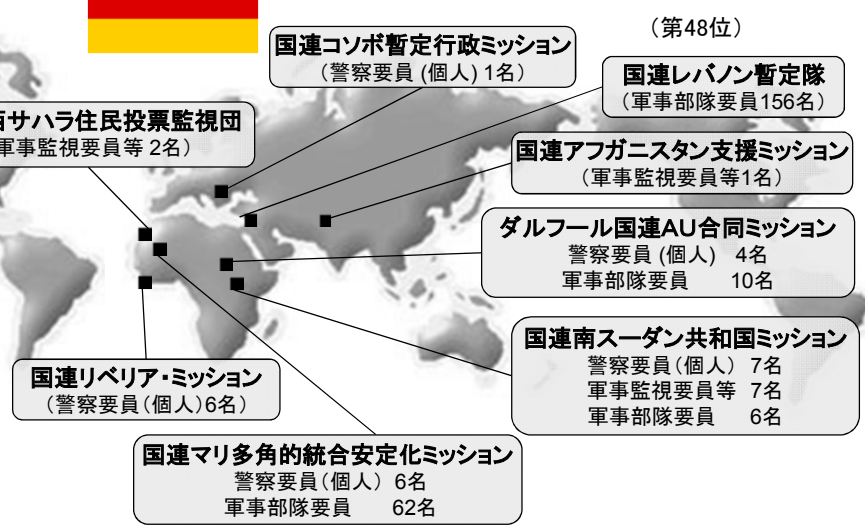 （第48位）
国連コソボ暫定行政ミッション
（警察要員 (個人) 1名）
国連レバノン暫定隊
（軍事部隊要員156名）
西サハラ住民投票監視団
軍事監視要員等 2名）
国連アフガニスタン支援ミッション
（軍事監視要員等1名）
ダルフール国連AU合同ミッション
警察要員 (個人)　4名
軍事部隊要員　10名
国連南スーダン共和国ミッション
警察要員（個人） 7名
軍事監視要員等 7名
軍事部隊要員　6名
国連リベリア・ミッション
（警察要員（個人）6名）
国連マリ多角的統合安定化ミッション
警察要員（個人） 6名
軍事部隊要員　62名